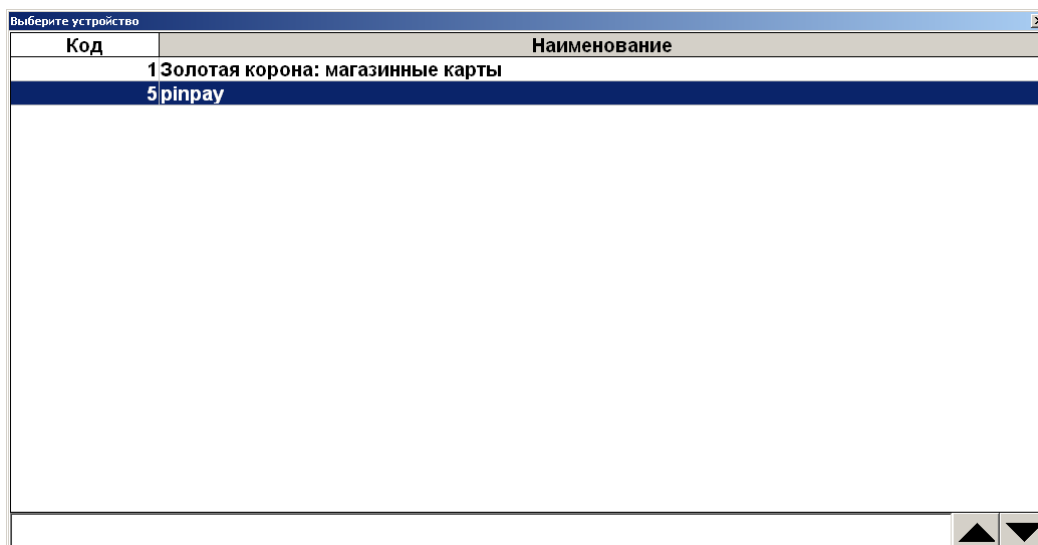 Выберите устройство
Код Наименование
1 Золотая корона: магазинные карты
5 pinpay